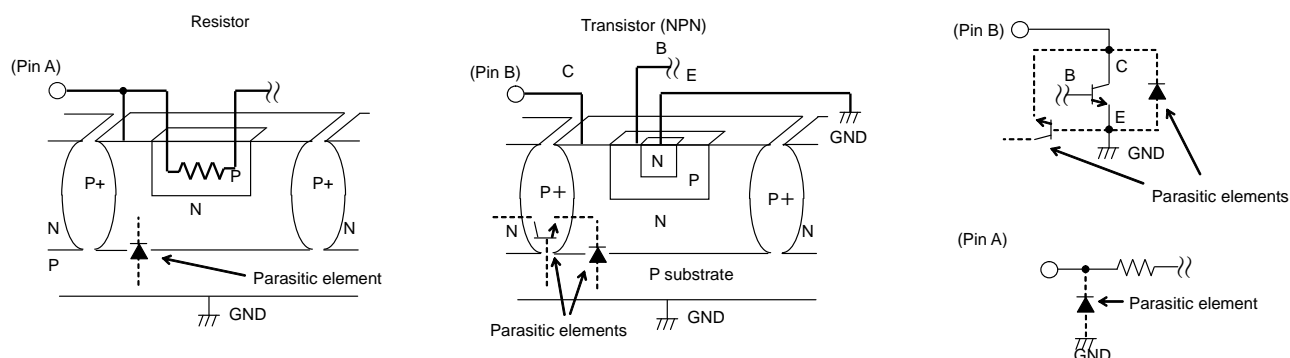 Resistor
(Pin A)
P
P+
P+
N
N
N
P
Parasitic element
GND
Transistor (NPN)
B
(Pin B)
C
E
GND
N
P
P+
P+
N
N
N
P substrate
Parasitic elements
GND
(Pin B)
C
B
E
GND
Parasitic elements
(Pin A)
Parasitic element
GND